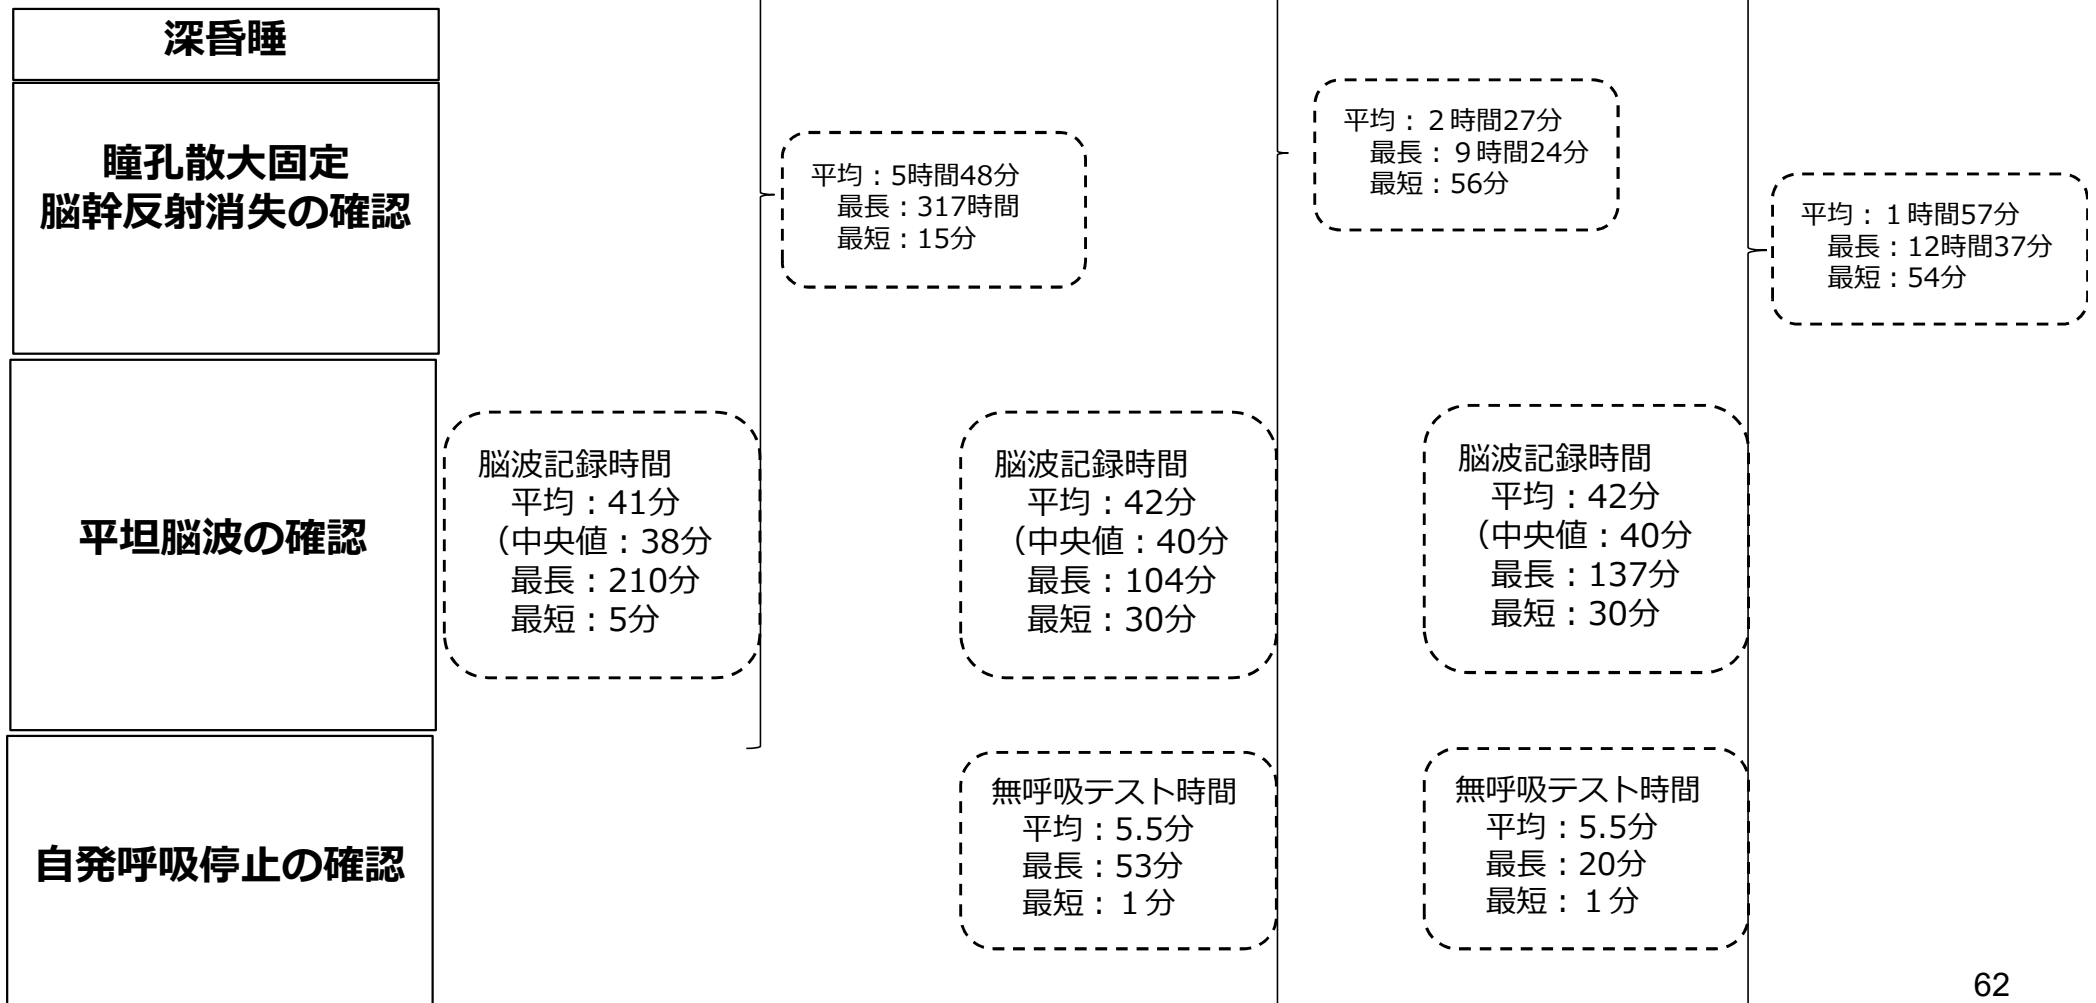 深昏睡
瞳孔散大固定
脳幹反射消失の確認
平均：5時間48分
最長：317時間
最短：15分
平均：２時間27分
最長：９時間24分
最短：56分
平均：１時間57分
最長：12時間37分
最短：54分
平坦脳波の確認
脳波記録時間
平均：41分
（中央値：38分
最長：210分
最短：5分
脳波記録時間
平均：42分
（中央値：40分
最長：104分
最短：30分
脳波記録時間
平均：42分
（中央値：40分
最長：137分
最短：30分
自発呼吸停止の確認
無呼吸テスト時間
平均：5.5分
最長：53分
最短：１分
無呼吸テスト時間
平均：5.5分
最長：20分
最短：１分
62